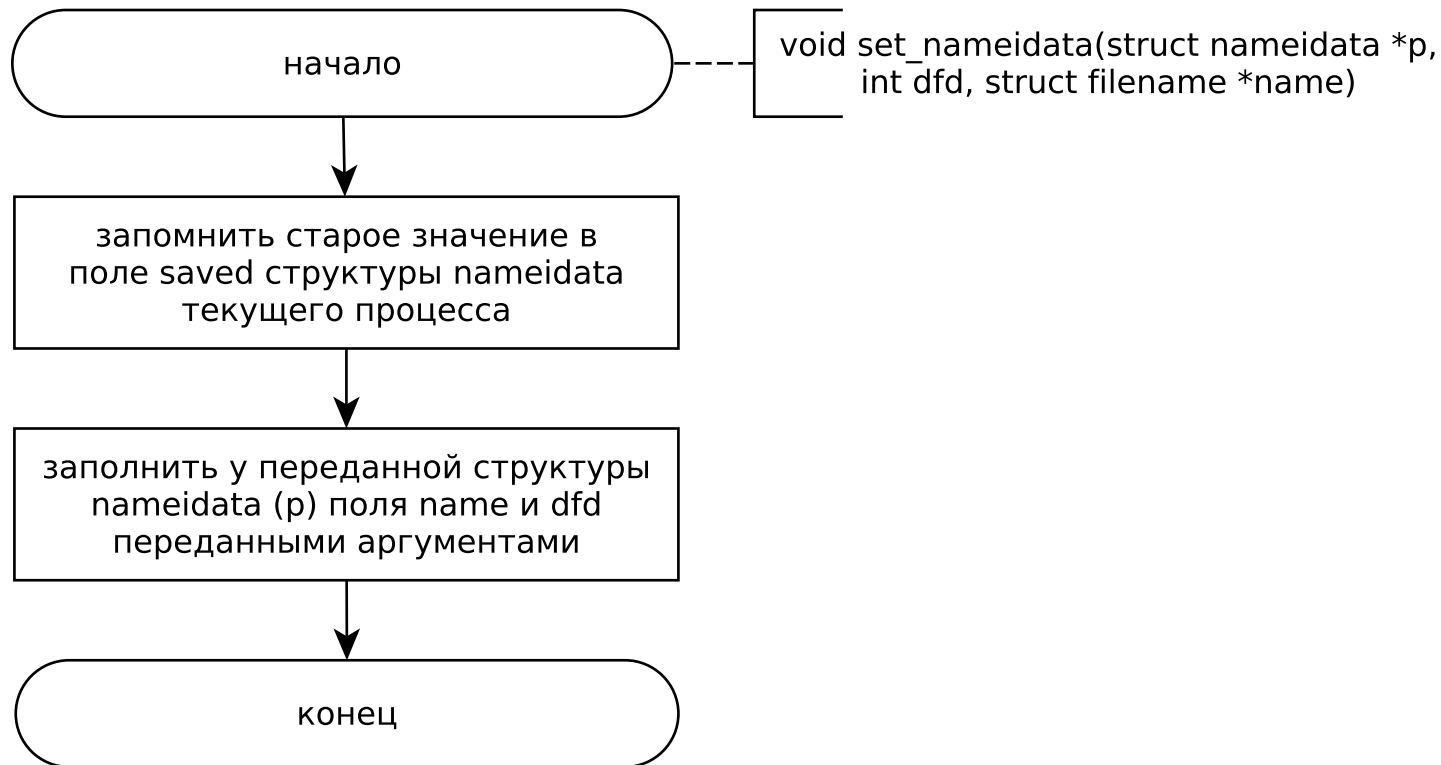 начало
void set_nameidata(struct nameidata *p,
int dfd, struct filename *name)
запомнить старое значение в
поле saved структуры nameidata
текущего процесса
заполнить у переданной структуры
nameidata (p) поля name и dfd
переданными аргументами
конец